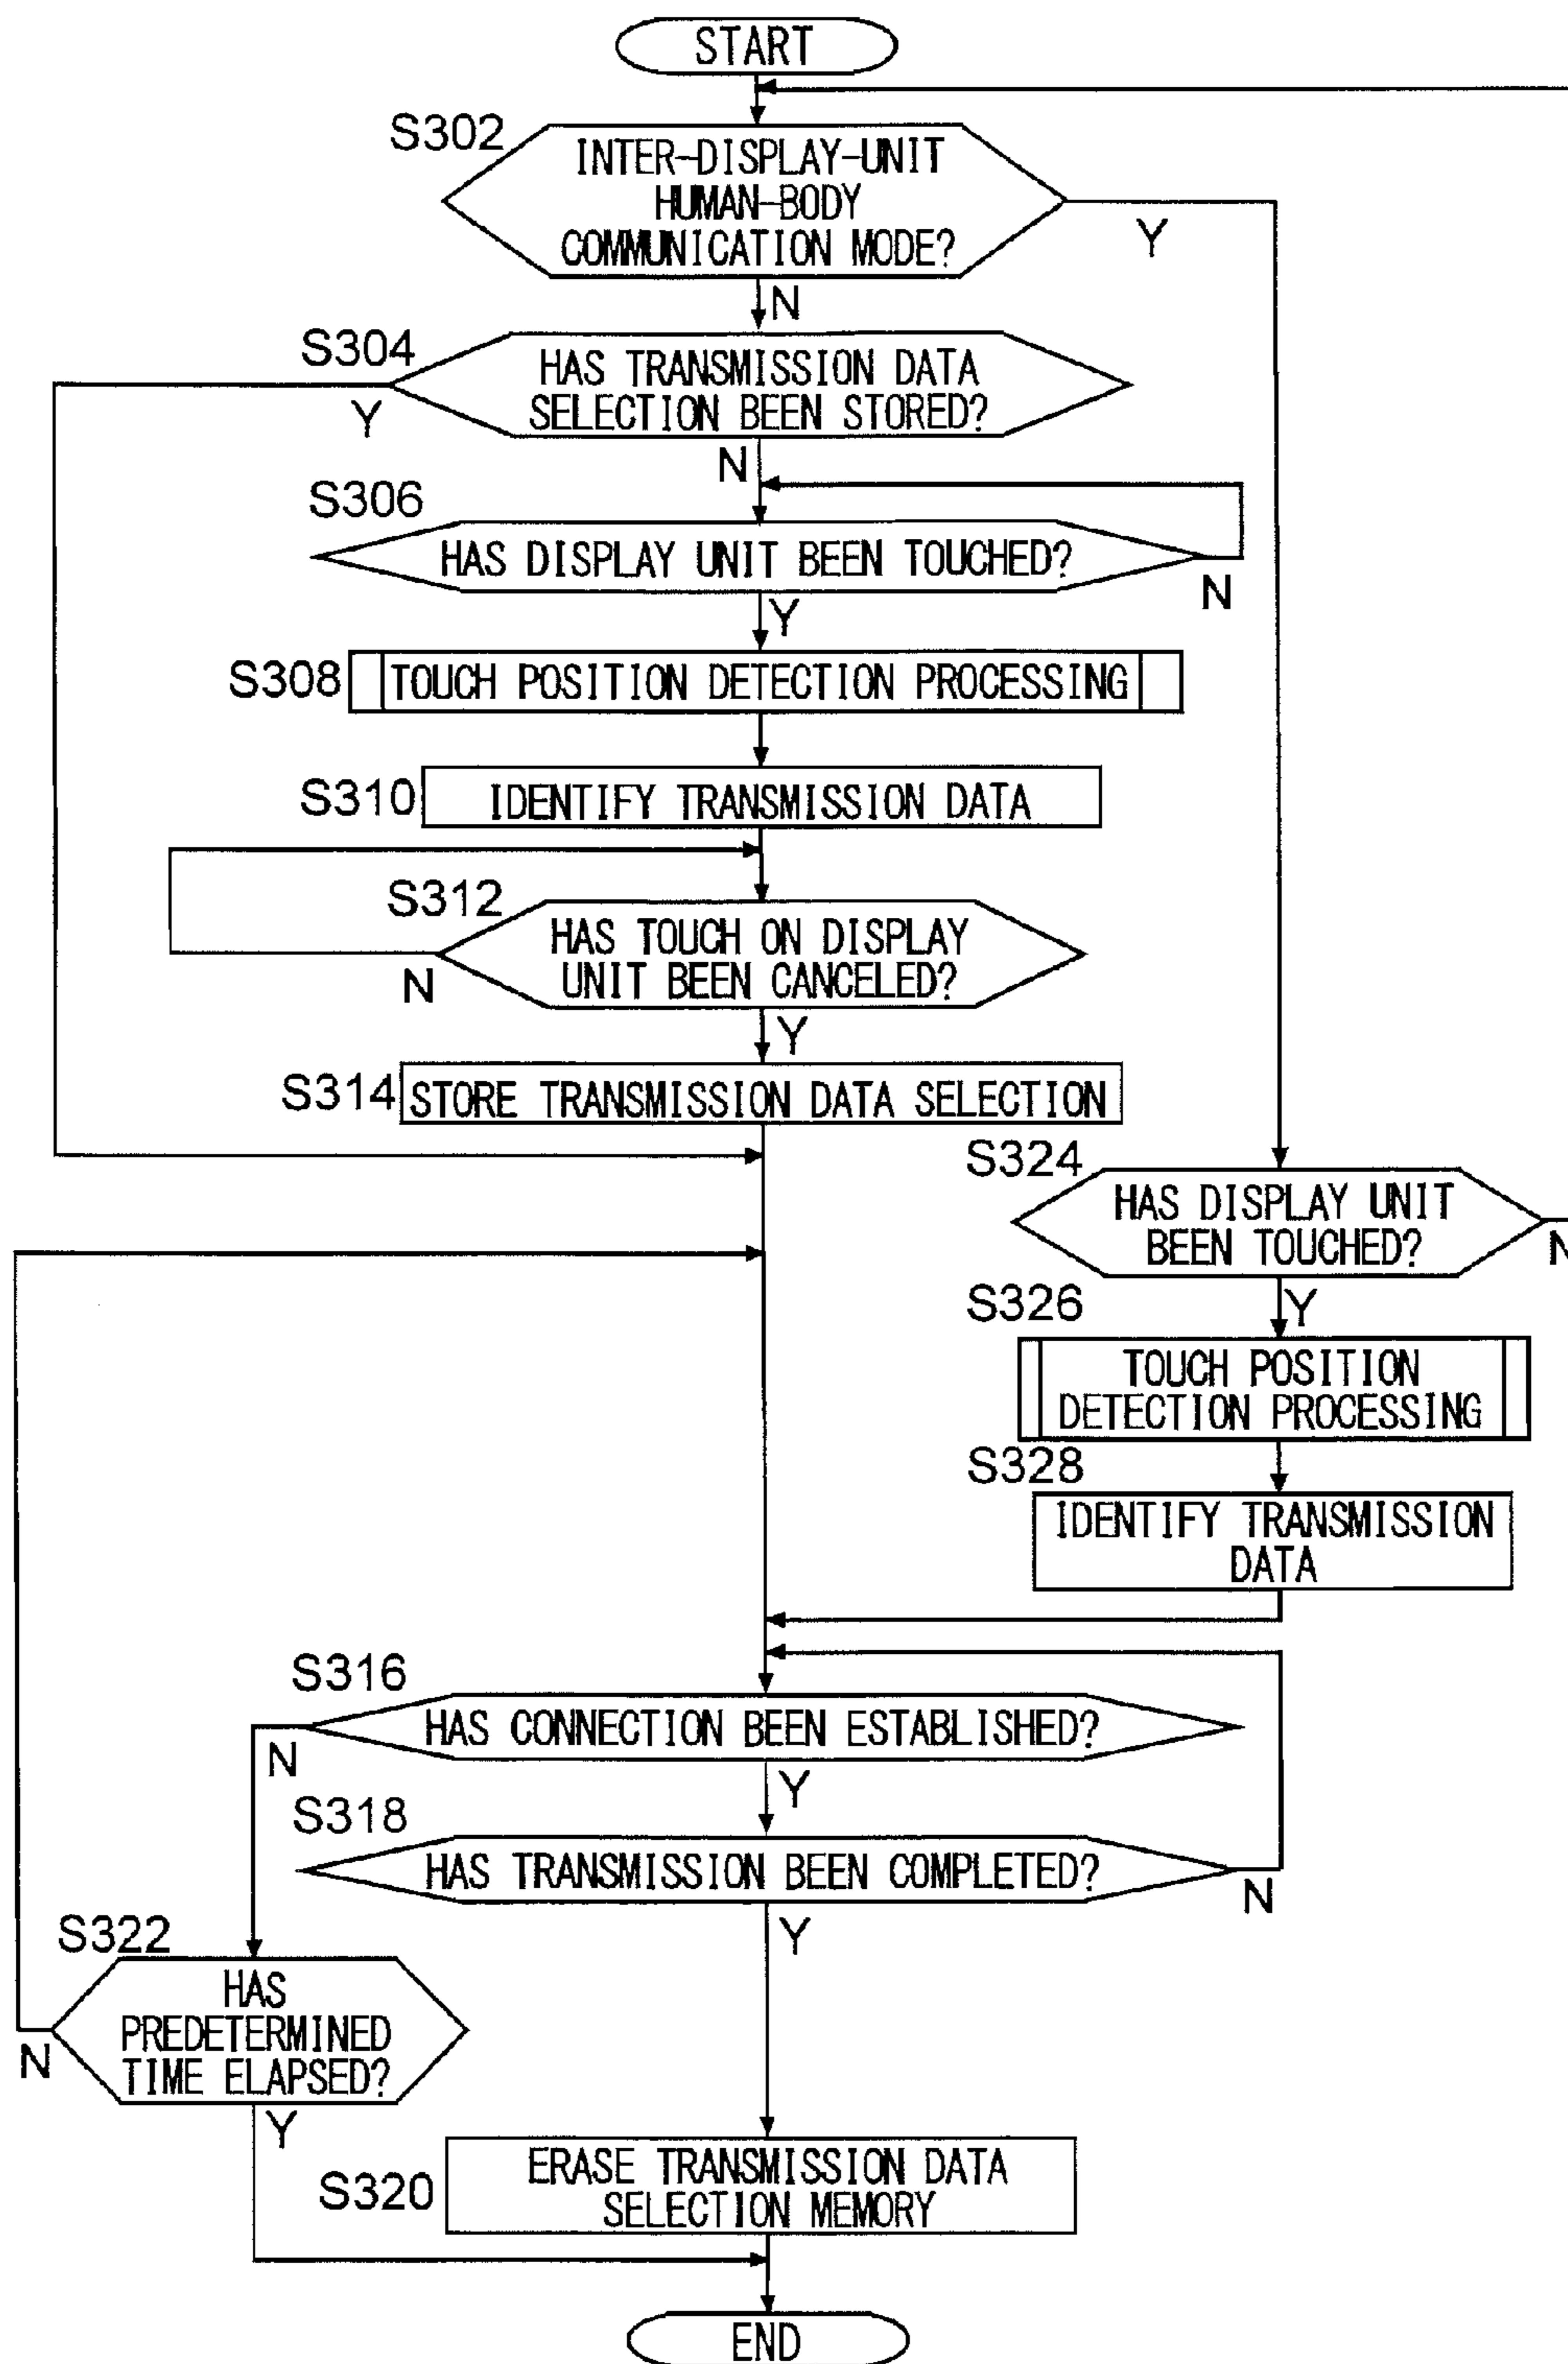 START
S302
INTER-DISPLAY-UNIT
HUMAN-BODY
COMMUNICATION MODE?
Y
N
S304
HAS TRANSMISSION DATA
SELECTION BEEN STORED?
Y
N
S306
HAS DISPLAY UNIT BEEN TOUCHED?
N
Y
S308
TOUCH POSITION DETECTION PROCESSING
S310
IDENTIFY TRANSMISSION DATA
S312
HAS TOUCH ON DISPLAY
UNIT BEEN CANCELED?
N
Y
S314
STORE TRANSMISSION DATA SELECTION
S324
HAS DISPLAY UNIT
BEEN TOUCHED?
N
Y
S326
TOUCH POSITION
DETECTION PROCESSING
S328
IDENTIFY TRANSMISSION
DATA
S316
HAS CONNECTION BEEN ESTABLISHED?
N
Y
S318
HAS TRANSMISSION BEEN COMPLETED?
N
Y
S322
HAS
PREDETERMINED
TIME ELAPSED?
N
Y
S320
ERASE TRANSMISSION DATA
SELECTION MEMORY
END